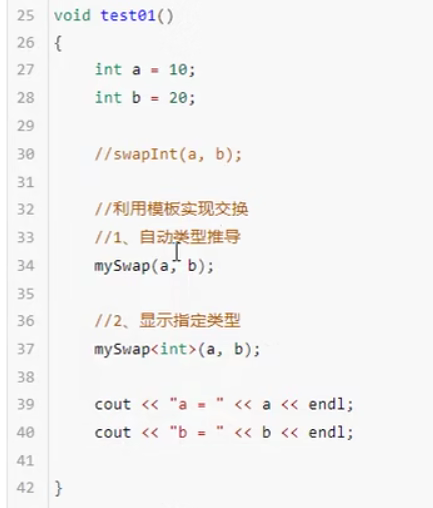 25 void test01()
26 {
27     int a = 10;
28     int b = 20;
29
30     //swapInt(a, b);
31
32     //利用模板实现交换
33     //1、自动类型推导
34     mySwap(a, b);
35
36     //2、显示指定类型
37     mySwap<int>(a, b);
38
39     cout << "a = " << a << endl;
40     cout << "b = " << b << endl;
41
42 }